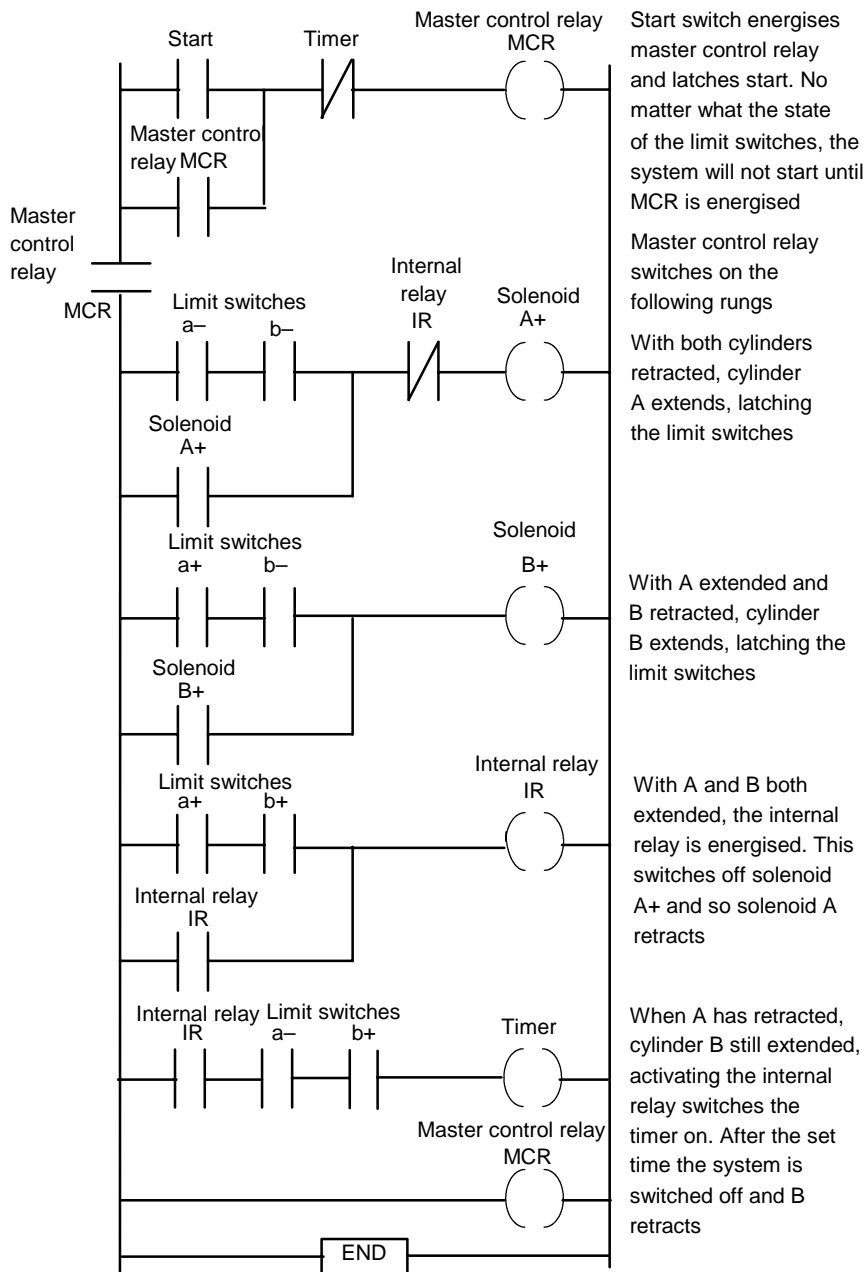 Start
Timer
Master control relay
MCR
Master control
relay MCR
Start switch energises
master control relay
and latches start. No
matter what the state
of the limit switches, the
system will not start until
MCR is energised
Master
control
relay
MCR
Master control relay
switches on the
following rungs
Limit switches
a–
b–
Internal
relay
IR
Solenoid
A+
Solenoid
A+
With both cylinders
retracted, cylinder
A extends, latching
the limit switches
Limit switches
a+
b–
Solenoid
B+
Solenoid
B+
With A extended and
B retracted, cylinder
B extends, latching the
limit switches
Limit switches
a+
b+
Internal relay
IR
Internal relay
IR
With A and B both
extended, the internal
relay is energised. This
switches off solenoid
A+ and so solenoid A
retracts
Internal relay
IR
Limit switches
a–
b+
Timer
Master control relay
MCR
When A has retracted,
cylinder B still extended,
activating the internal
relay switches the
timer on. After the set
time the system is
switched off and B
retracts
END